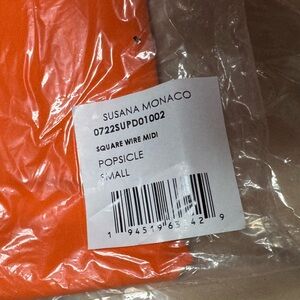 SUSANA MONACO
0722SUPD01002
SQUARE WIRE MIDI
POPSICLE
SMALL